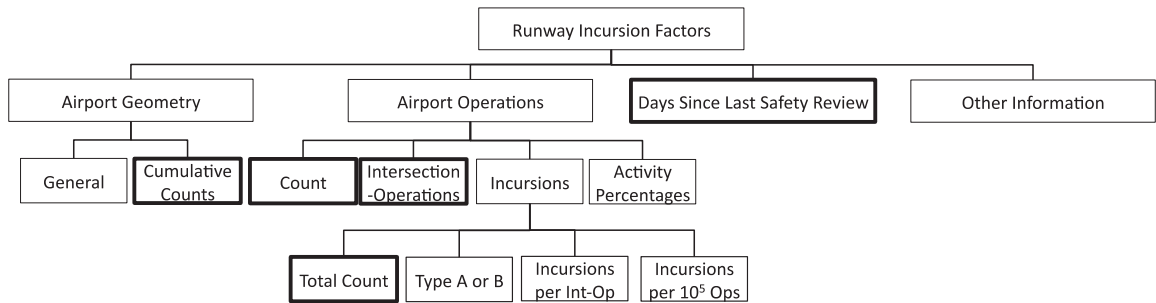 Runway Incursion Factors
Airport Geometry
Airport Operations
Days Since Last Safety Review
Other Information
General
Cumulative
Counts
Count
Intersection
-Operations
Incursions
Activity
Percentages
Total Count
Type A or B
Incursions
per Int-Op
Incursions
per 10⁵ Ops